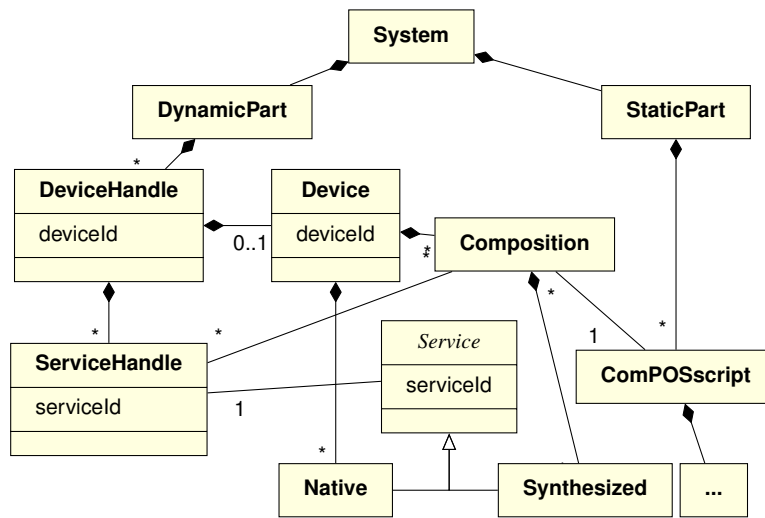 System
DynamicPart
StaticPart
*
DeviceHandle
deviceId
Device
deviceId
0..1
*
*
Composition
*
*
*
1
*
ServiceHandle
serviceId
Service
serviceId
1
ComPOSscript
*
Native
Synthesized
...